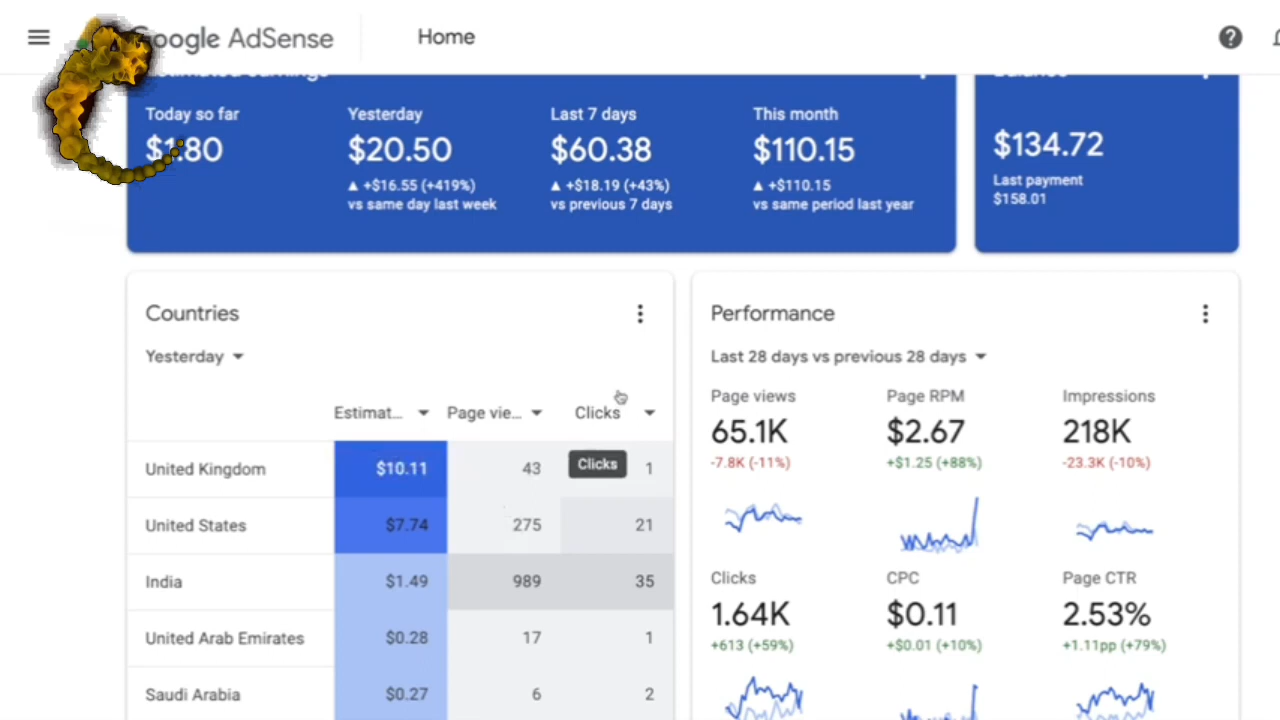 Google AdSense
Home
Estimated earnings
Balance
Today so far
Yesterday
Last 7 days
This month
$1.80
$20.50
$60.38
$110.15
$134.72
▲ +$16.55 (+419%)
▲ +$18.19 (+43%)
▲ +$110.15
Last payment
vs same day last week
vs previous 7 days
vs same period last year
$158.01
Countries
Yesterday
Estimat...
Page vie...
Clicks
United Kingdom
$10.11
43
Clicks
1
United States
$7.74
275
21
India
$1.49
989
35
United Arab Emirates
$0.28
17
1
Saudi Arabia
$0.27
6
2
Performance
Last 28 days vs previous 28 days
Page views
Page RPM
Impressions
65.1K
$2.67
218K
-7.8K (-11%)
+$1.25 (+88%)
-23.3K (-10%)
Clicks
CPC
Page CTR
1.64K
$0.11
2.53%
+613 (+59%)
+$0.01 (+10%)
+1.11pp (+79%)